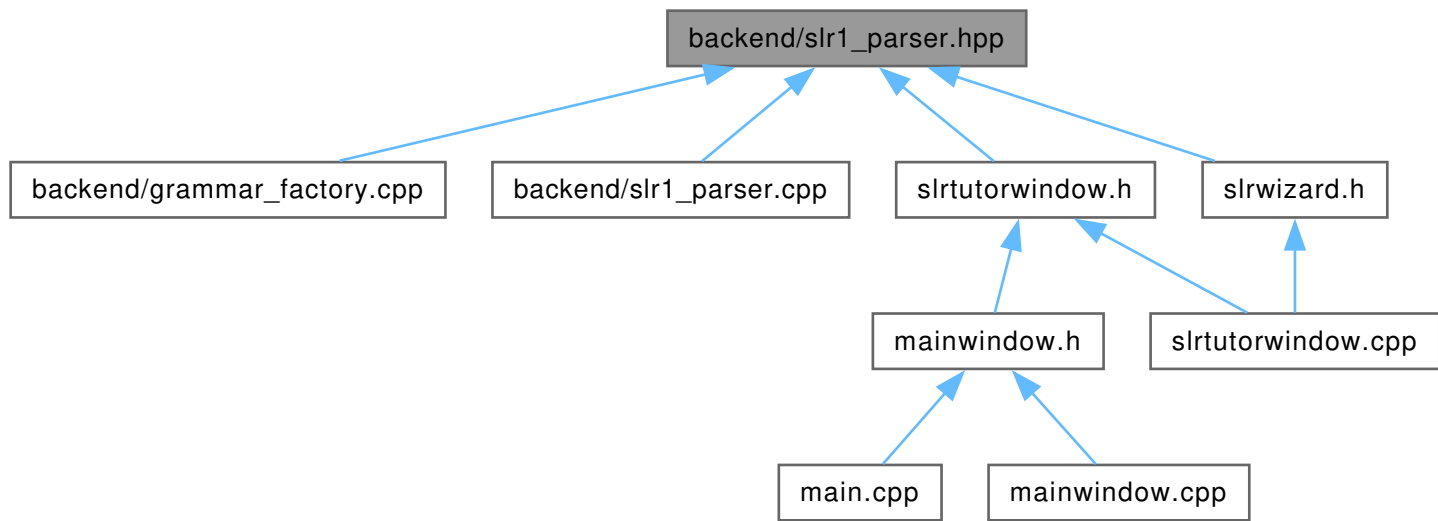 backend/slr1_parser.hpp
backend/grammar_factory.cpp
backend/slr1_parser.cpp
slrtutorwindow.h
slrwizard.h
mainwindow.h
slrtutorwindow.cpp
main.cpp
mainwindow.cpp